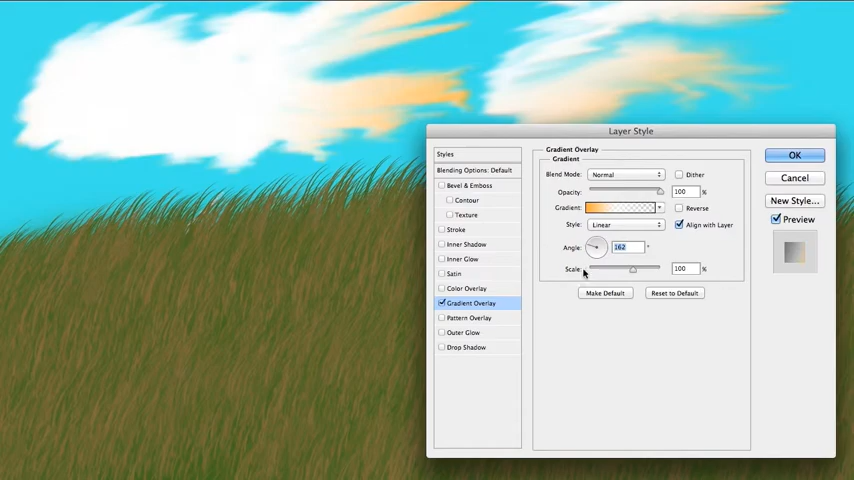 Layer Style
Styles
Blending Options: Default
Bevel & Emboss
Contour
Texture
Stroke
Inner Shadow
Inner Glow
Satin
Color Overlay
Gradient Overlay
Pattern Overlay
Outer Glow
Drop Shadow
Gradient Overlay
Gradient
Blend Mode: Normal Dither
Opacity: 100 %
Gradient: Reverse
Style: Linear Align with Layer
Angle: 162 °
Scale: 100 %
Make Default Reset to Default
OK
Cancel
New Style...
Preview